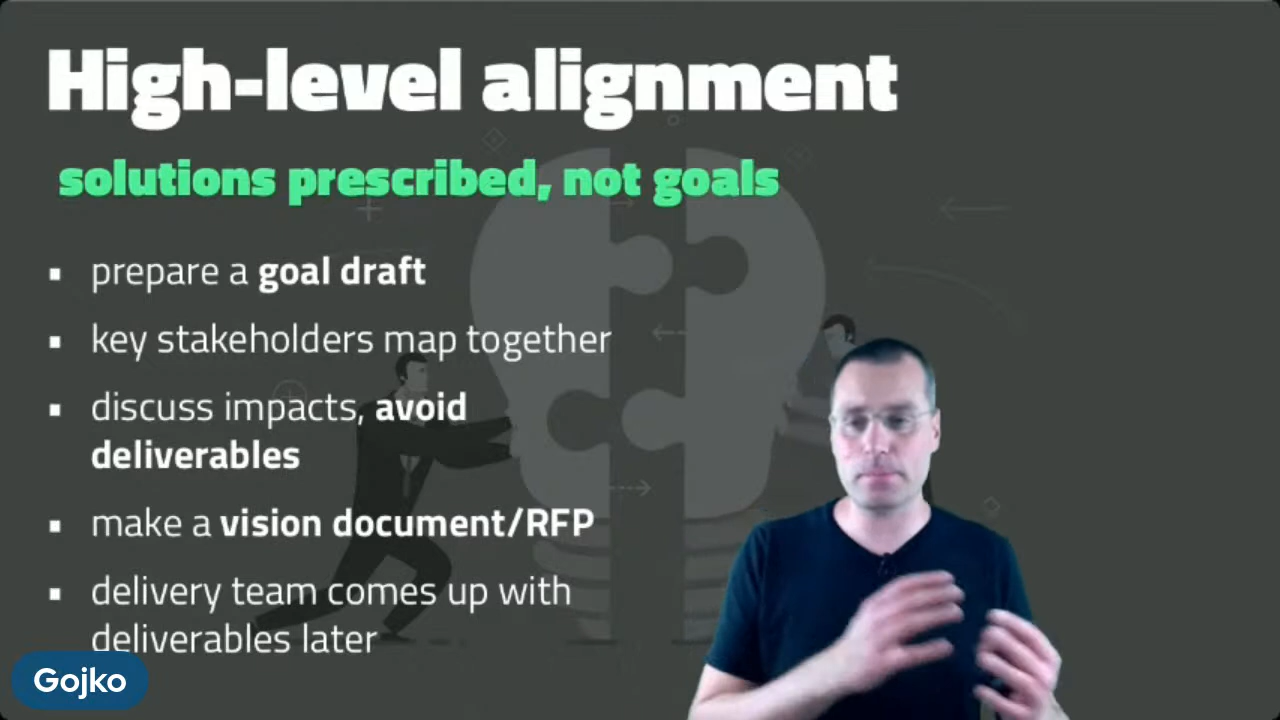 High-level alignment
solutions prescribed, not goals
▪ prepare a goal draft
▪ key stakeholders map together
▪ discuss impacts, avoid
deliverables
▪ make a vision document/RFP
▪ delivery team comes up with
deliverables later
Gojko